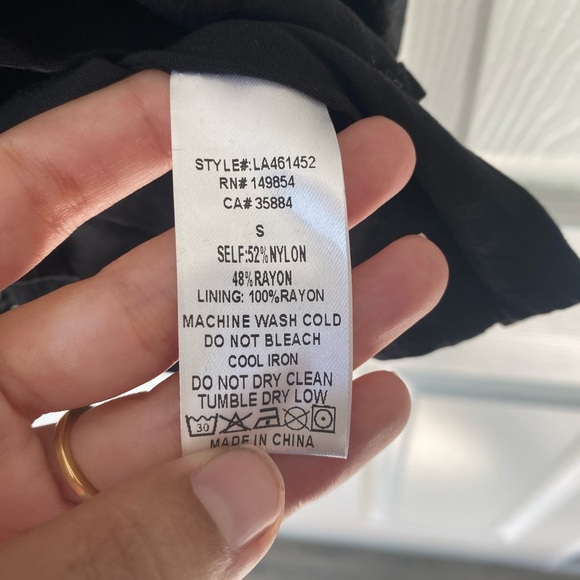 STYLE#:LA461452
RN# 149854
CA# 35884
S
SELF:52%NYLON
48%RAYON
LINING: 100%RAYON
MACHINE WASH COLD
DO NOT BLEACH
COOL IRON
DO NOT DRY CLEAN
TUMBLE DRY LOW
30
MADE IN CHINA